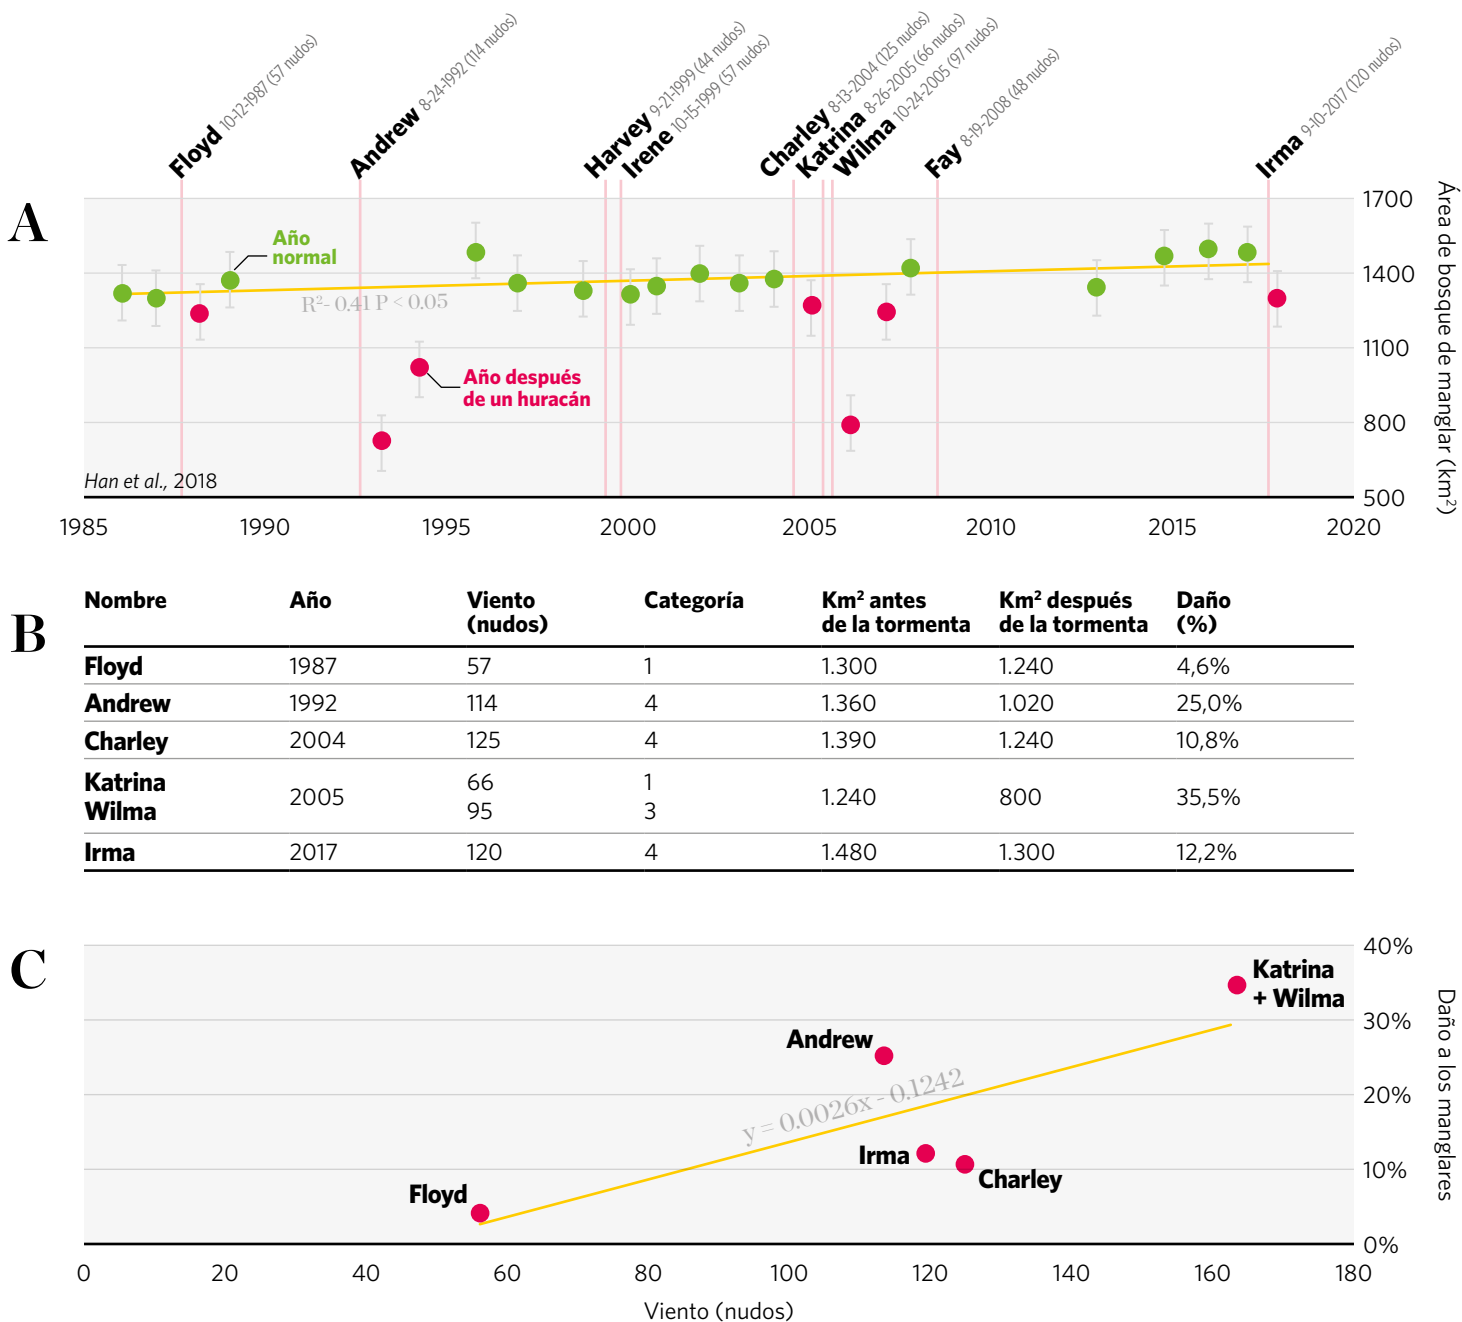 Floyd 10-12-1987 (57 nudos)
Andrew 8-24-1992 (114 nudos)
Harvey 9-21-1999 (44 nudos)
Irene 10-15-1999 (57 nudos)
Charley 8-13-2004 (125 nudos)
Katrina 8-26-2005 (66 nudos)
Wilma 10-24-2005 (97 nudos)
Fay 8-19-2008 (48 nudos)
Irma 9-10-2017 (120 nudos)
A
Año
normal
R²- 0.41 P < 0.05
Año después
de un huracán
Han et al., 2018
1700
1400
1100
800
500
Área de bosque de manglar (km²)
1985 1990 1995 2000 2005 2010 2015 2020
B
Nombre Año Viento (nudos) Categoría Km² antes de la tormenta Km² después de la tormenta Daño (%)
Floyd 1987 57 1 1.300 1.240 4,6%
Andrew 1992 114 4 1.360 1.020 25,0%
Charley 2004 125 4 1.390 1.240 10,8%
Katrina 66 1
Wilma 2005 95 3 1.240 800 35,5%
Irma 2017 120 4 1.480 1.300 12,2%
C
40%
30%
20%
10%
0%
Daño a los manglares
Katrina
+ Wilma
Andrew
y = 0.0026x - 0.1242
Irma
Charley
Floyd
0 20 40 60 80 100 120 140 160 180
Viento (nudos)